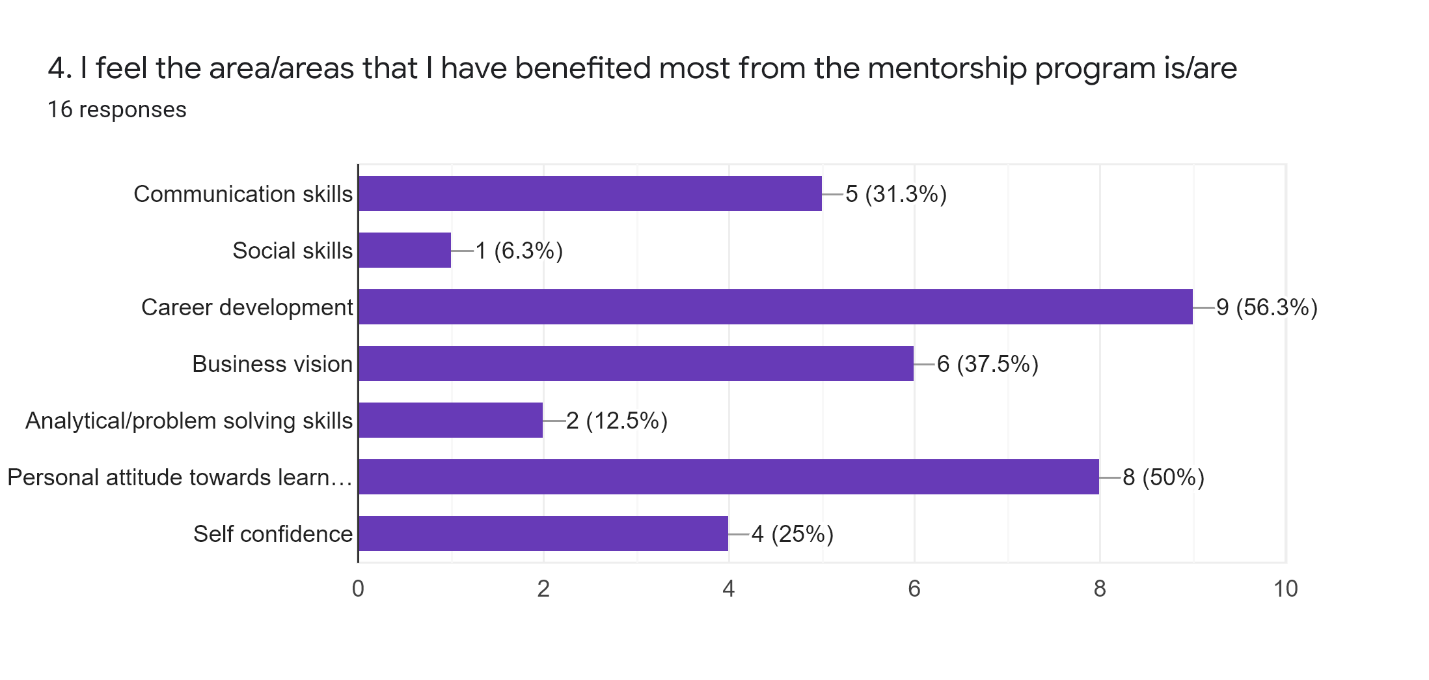 4. I feel the area/areas that I have benefited most from the mentorship program is/are
16 responses
Communication skills 5 (31.3%)
Social skills 1 (6.3%)
Career development 9 (56.3%)
Business vision 6 (37.5%)
Analytical/problem solving skills 2 (12.5%)
Personal attitude towards learn… 8 (50%)
Self confidence 4 (25%)
0 2 4 6 8 10